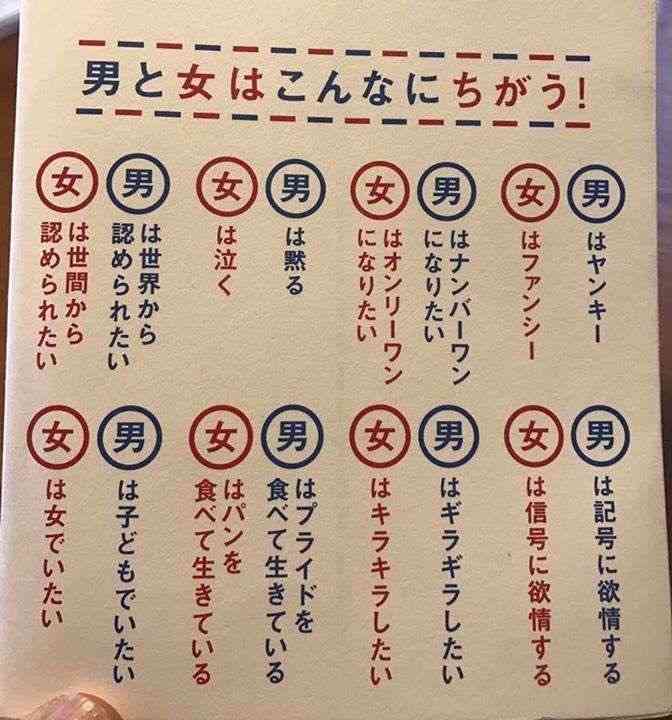 男と女はこんなにちがう!
男
はヤンキー
女
はファンシー
男
はナンバーワン
になりたい
女
はオンリーワン
になりたい
男
は黙る
女
は泣く
男
は世界から
認められたい
女
は世間から
認められたい
男
は記号に欲情する
女
は信号に欲情する
男
はギラギラしたい
女
はキラキラしたい
男
はプライドを
食べて生きている
女
はパンを
食べて生きている
男
は子どもでいたい
女
は女でいたい